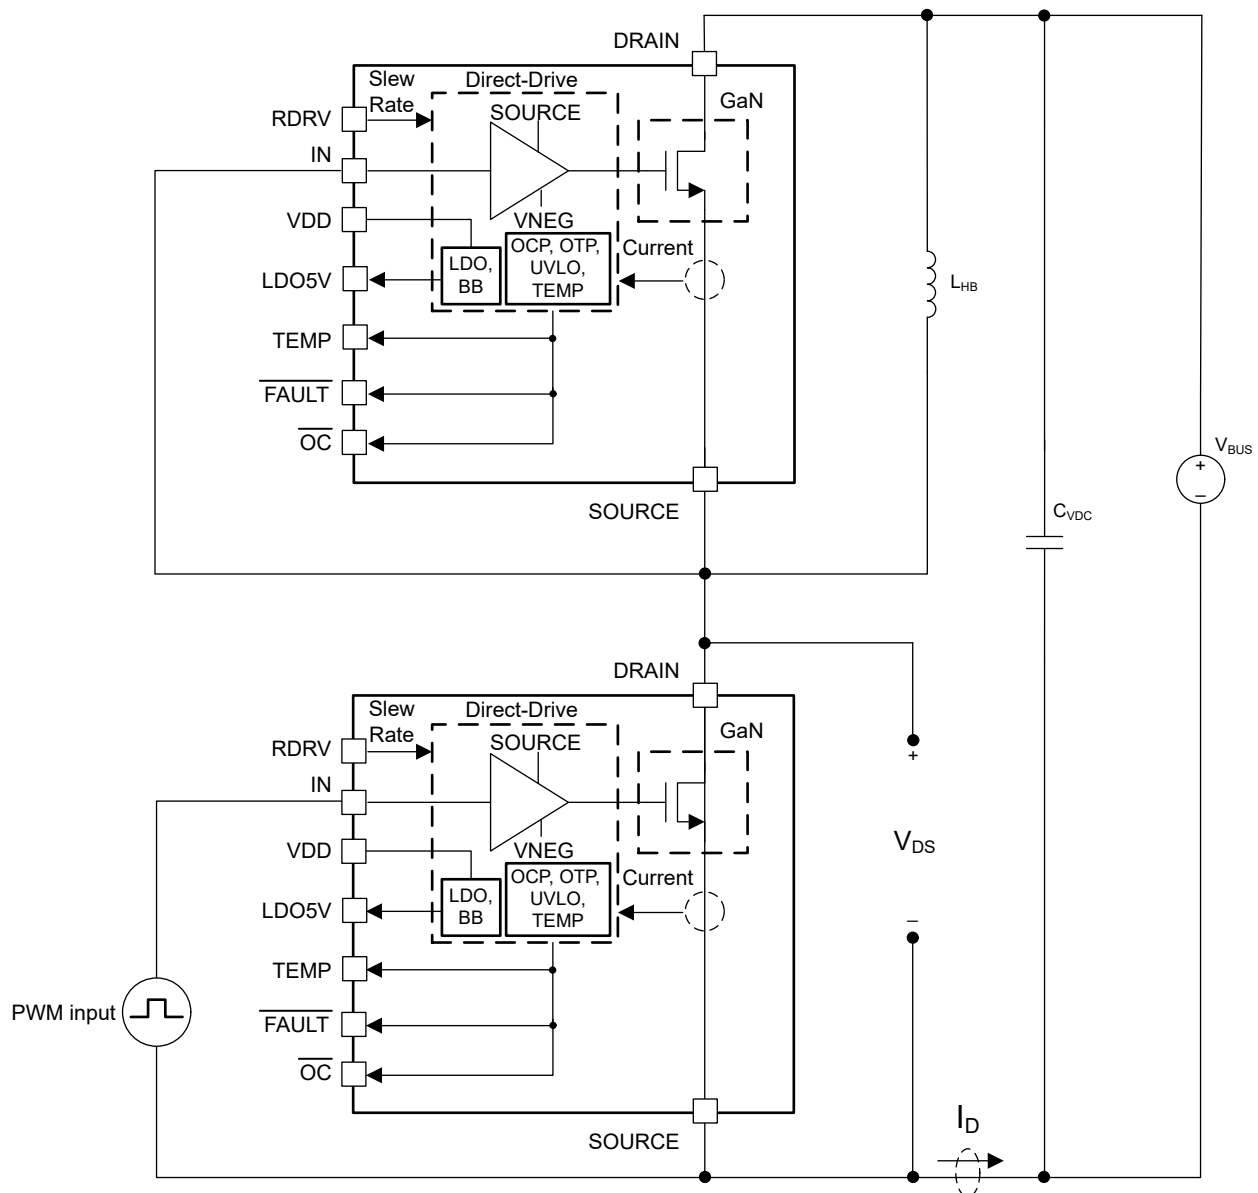 DRAIN
Slew
Rate
Direct-Drive
GaN
RDRV
SOURCE
IN
VDD
VNEG
LDO,
BB
OCP, OTP,
UVLO,
TEMP
Current
LDO5V
TEMP
FAULT
OC
SOURCE
LHB
CVDC
VBUS
+
–
DRAIN
Slew
Rate
Direct-Drive
GaN
RDRV
SOURCE
IN
VDD
VNEG
LDO,
BB
OCP, OTP,
UVLO,
TEMP
Current
LDO5V
TEMP
FAULT
OC
SOURCE
PWM input
+
VDS
–
ID